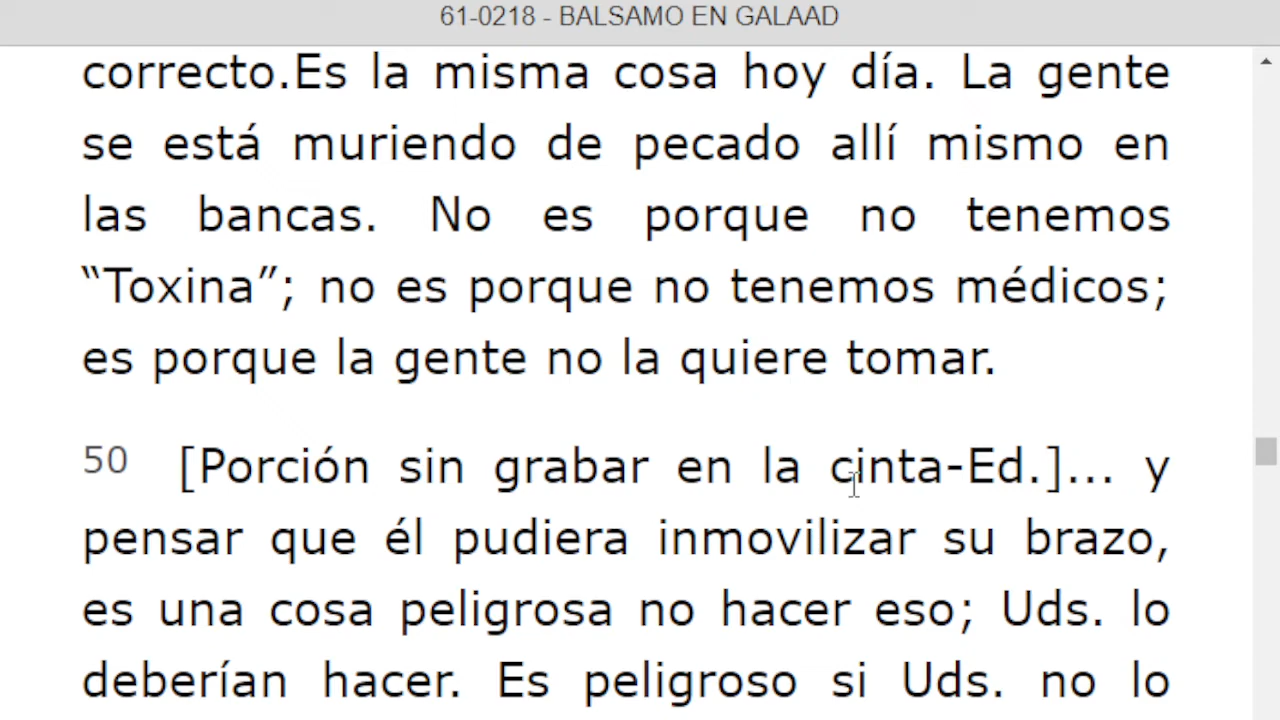 61-0218 - BALSAMO EN GALAAD
correcto.Es la misma cosa hoy día. La gente
se está muriendo de pecado allí mismo en
las bancas. No es porque no tenemos
“Toxina”; no es porque no tenemos médicos;
es porque la gente no la quiere tomar.
50 [Porción sin grabar en la cinta-Ed.]... y
pensar que él pudiera inmovilizar su brazo,
es una cosa peligrosa no hacer eso; Uds. lo
deberían hacer. Es peligroso si Uds. no lo